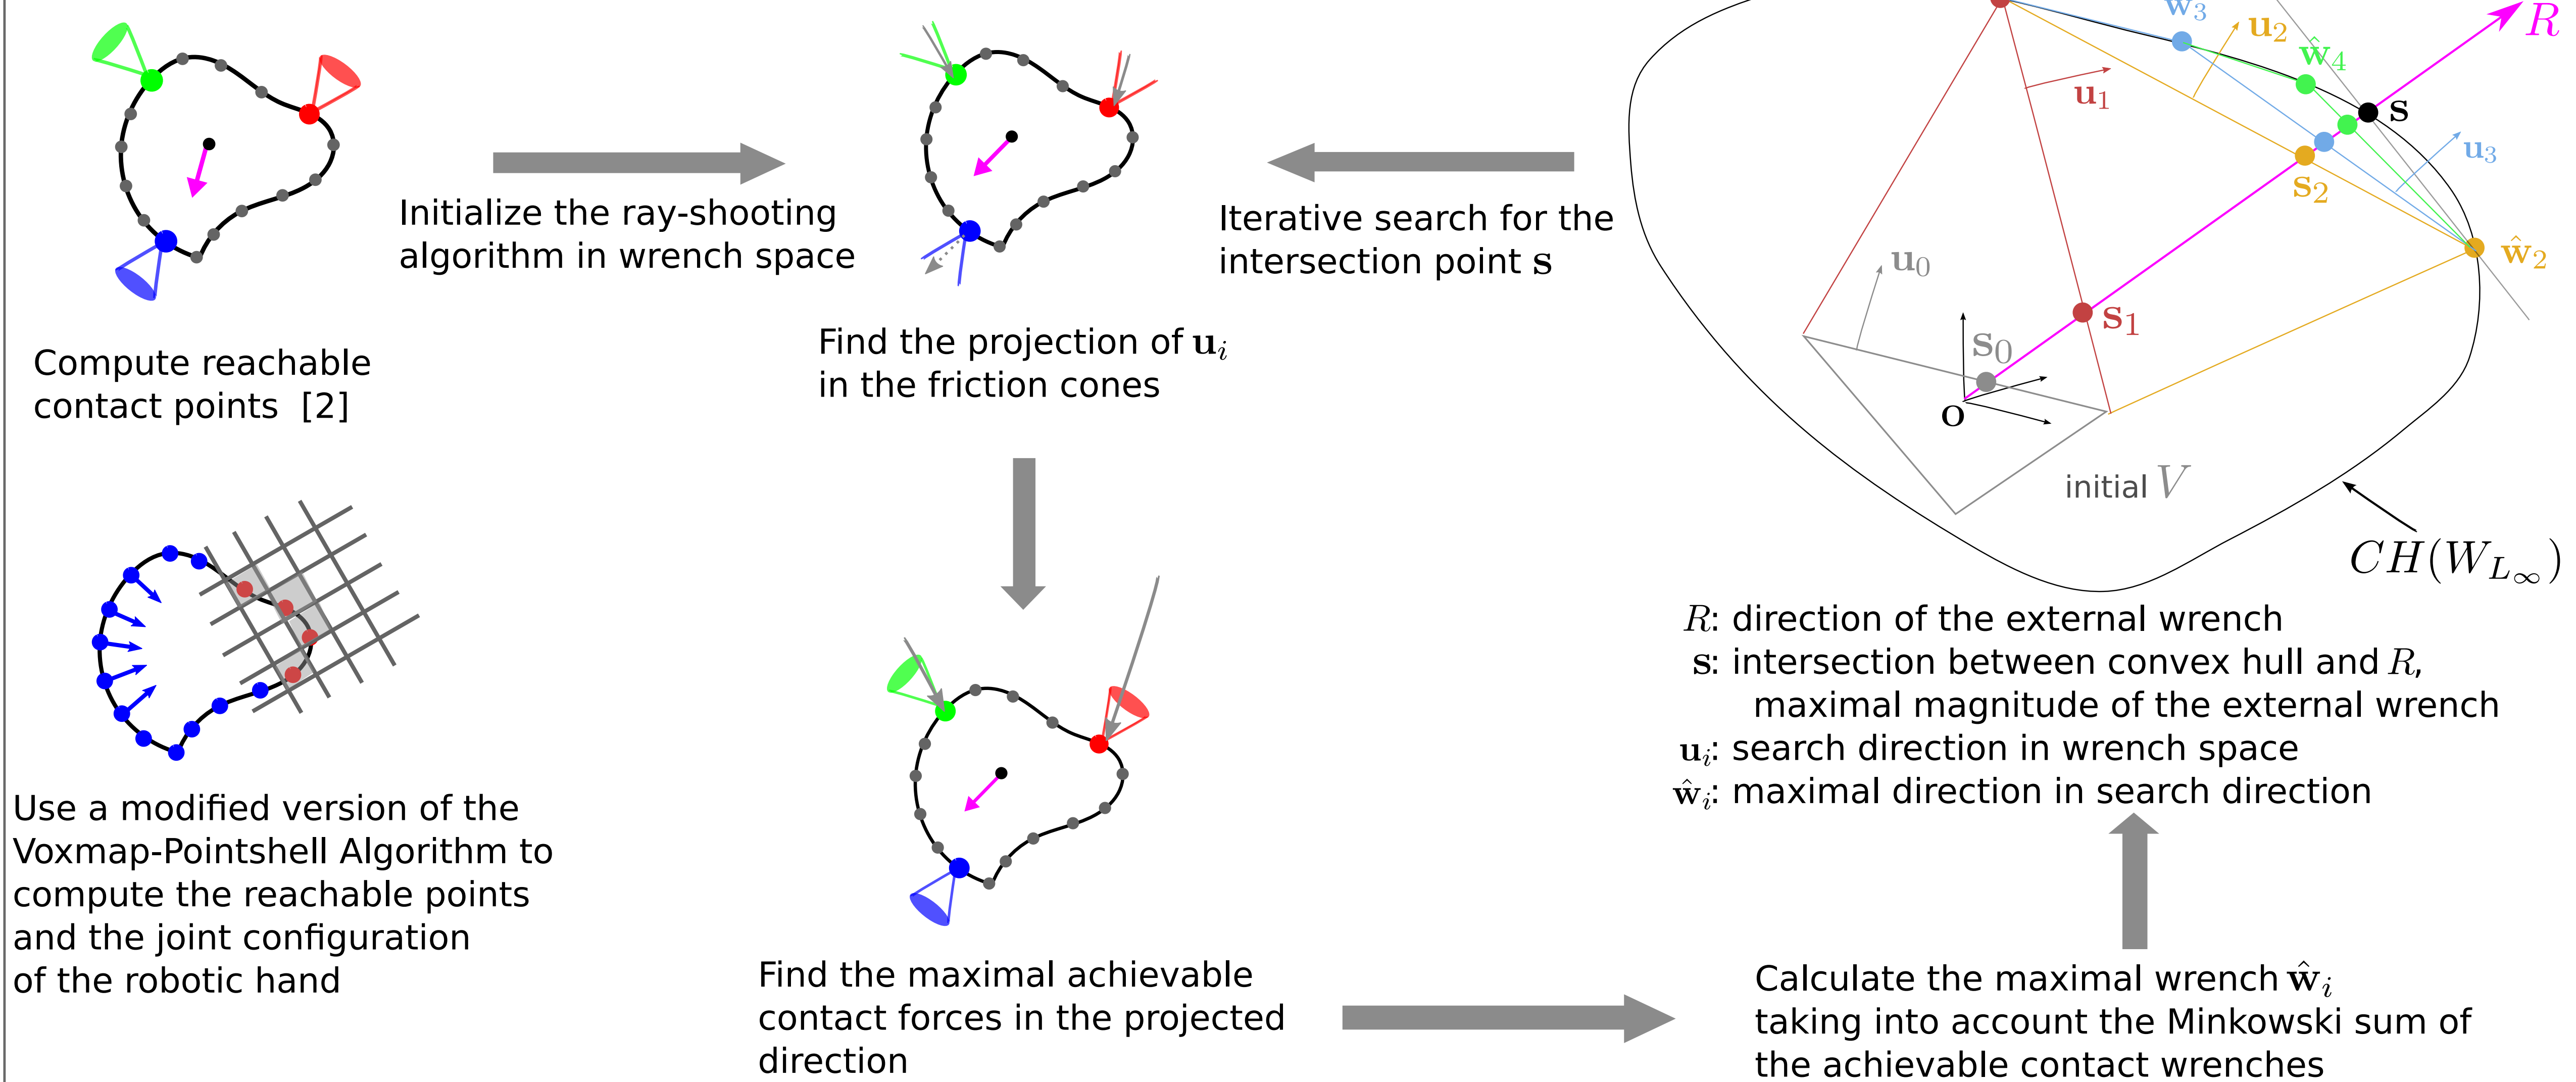 Compute reachable
contact points [2]
Use a modified version of the
Voxmap-Pointshell Algorithm to
compute the reachable points
and the joint configuration
of the robotic hand
Initialize the ray-shooting
algorithm in wrench space
Find the projection of uᵢ
in the friction cones
Find the maximal achievable
contact forces in the projected
direction
Iterative search for the
intersection point s
w₃
u₂
R
ŵ₄
u₁
s
u₃
s₂
ŵ₂
u₀
s₁
s₀
o
initial V
CH(W_{L_∞})
R: direction of the external wrench
s: intersection between convex hull and R,
maximal magnitude of the external wrench
uᵢ: search direction in wrench space
ŵᵢ: maximal direction in search direction
Calculate the maximal wrench ŵᵢ
taking into account the Minkowski sum of
the achievable contact wrenches